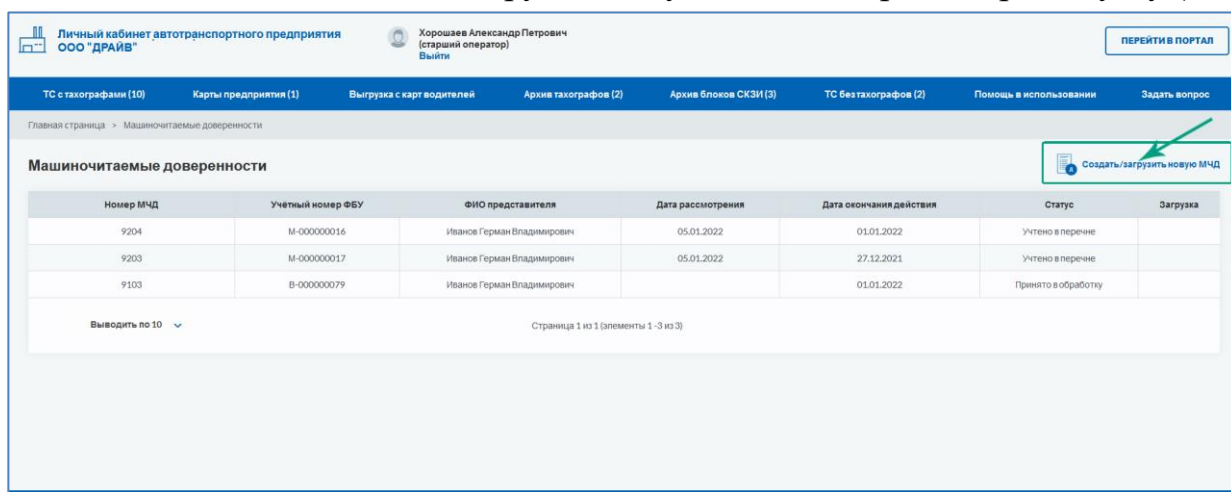 Личный кабинет автотранспортного предприятия
ООО "ДРАЙВ"
Хорошаев Александр Петрович
(старший оператор)
Выйти
ПЕРЕЙТИ В ПОРТАЛ
ТС с тахографами (10) Карты предприятия (1) Выгрузка с карт водителей Архив тахографов (2) Архив блоков СКЗИ (3) ТС без тахографов (2) Помощь в использовании Задать вопрос
Главная страница > Машиночитаемые доверенности
Машиночитаемые доверенности
Создать/загрузить новую МЧД
Номер МЧД Учетный номер ФБУ ФИО представителя Дата рассмотрения Дата окончания действия Статус Загрузка
9204 М-000000016 Иванов Герман Владимирович 05.01.2022 01.01.2022 Учтено в перечне
9203 М-000000017 Иванов Герман Владимирович 05.01.2022 27.12.2021 Учтено в перечне
9103 В-000000079 Иванов Герман Владимирович 01.01.2022 Принято в обработку
Выводить по 10 Страница 1 из 1 (элементы 1 -3 из 3)